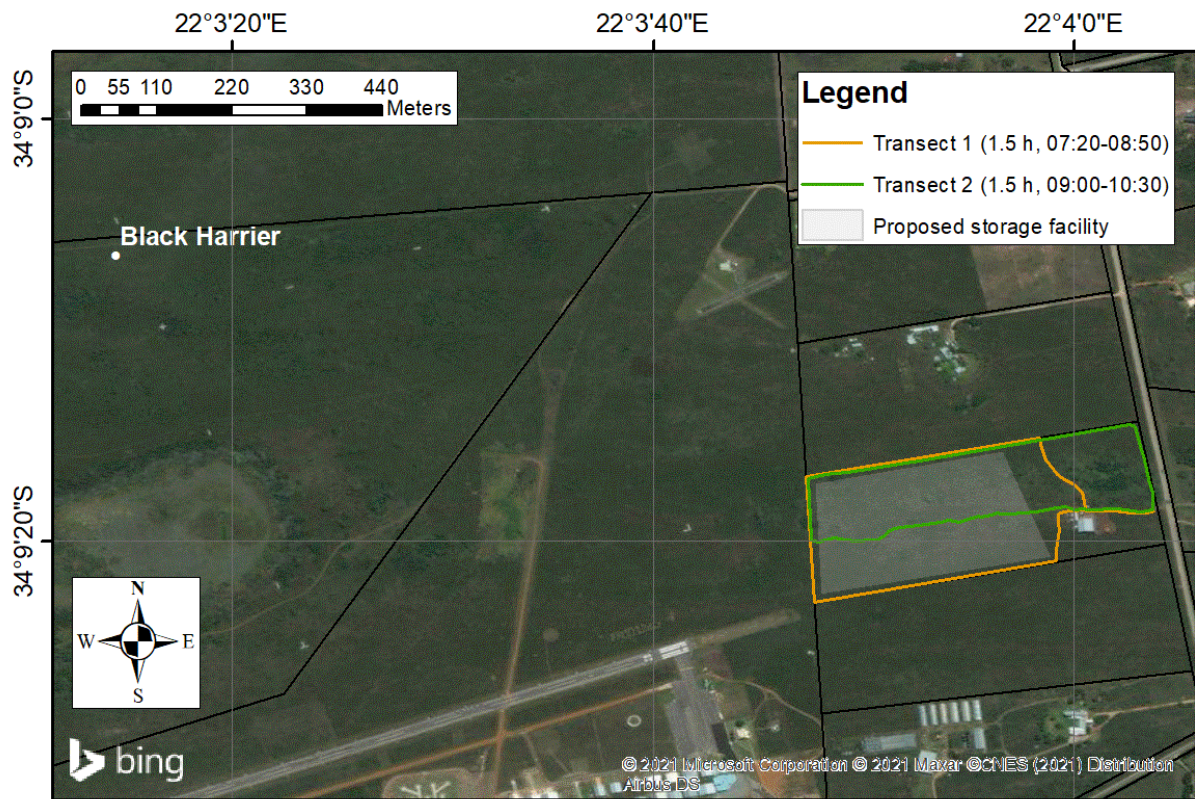 22°3'20"E 22°3'40"E 22°4'0"E
34°9'0"S
34°9'20"S
0 55 110 220 330 440
Meters
Legend
Transect 1 (1.5 h, 07:20-08:50)
Transect 2 (1.5 h, 09:00-10:30)
Proposed storage facility
Black Harrier
N
W E
S
bing
© 2021 Microsoft Corporation © 2021 Maxar ©CNES (2021) Distribution
Airbus DS